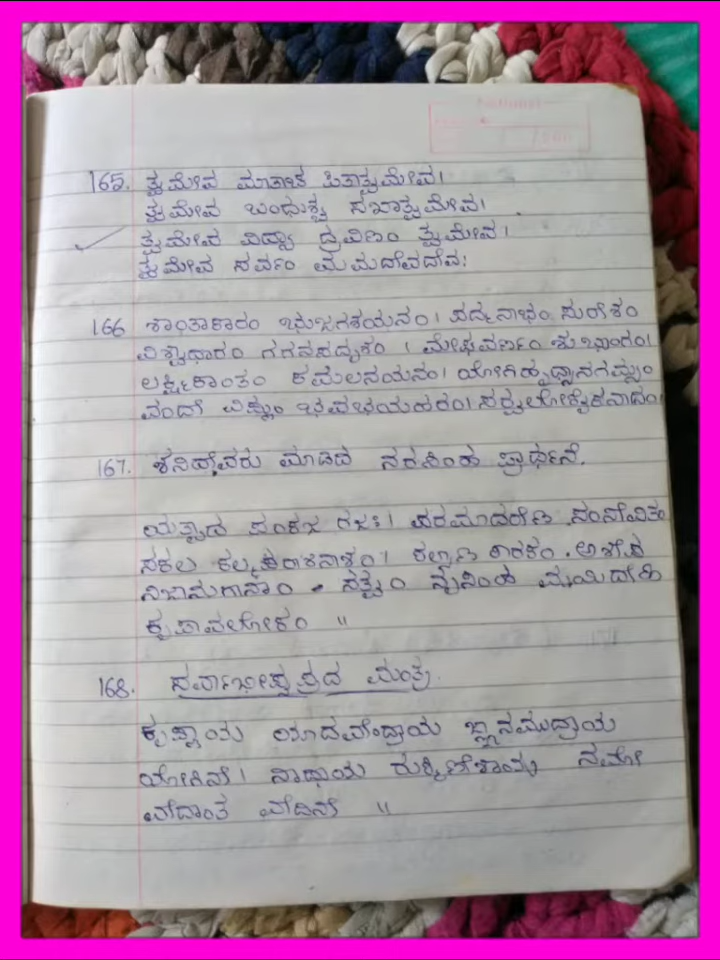 165. ತ್ವಮೇವ ಮಾತಾಚ ಪಿತಾತ್ವಮೇವ।
ತ್ವಮೇವ ಬಂಧುಶ್ಚ ಸಖಾತ್ವಮೇವ।
ತ್ವಮೇವ ವಿದ್ಯಾ ದ್ರವಿಣಂ ತ್ವಮೇವ।
ತ್ವಮೇವ ಸರ್ವಂ ಮಮದೇವದೇವ:
166 ಶಾಂತಾಕಾರಂ ಭುಜಗಶಯನಂ। ಪದ್ಮನಾಭಂ ಸುರೇಶಂ
ವಿಶ್ವಾಧಾರಂ ಗಗನಸದೃಶಂ । ಮೇಘವರ್ಣಂ ಶುಭಾಂಗಂ।
ಲಕ್ಷ್ಮೀಕಾಂತಂ ಕಮಲನಯನಂ। ಯೋಗಿಹೃದ್ಧ್ಯಾನಗಮ್ಯಂ
ವಂದೇ ವಿಷ್ಣುಂ ಭವಭಯಹರಂ। ಸರ್ವಲೋಕೈಕನಾಥಂ।
167. ಶನಿದೇವರು ಮಾಡಿದ ನರಸಿಂಹ ಪ್ರಾರ್ಥನೆ.
ಯತ್ಪಾದ ಪಂಕಜ ರಜಃ। ಪರಮಾದರೇಣ ಸಂಸೇವಿತಂ
ಸಕಲ ಕಲ್ಮಶರಾಶಿನಾಶಂ। ಕಲ್ಯಾಣ ಕಾರಕಂ ಅಶೇಷ
ನಿಜಾನುಗಾನಾಂ ಸತ್ವಂ ನೃಸಿಂಹ ಮಯಿದೇಹಿ
ಕೃಪಾವಲೋಕಂ ॥
168. ಸರ್ವಾಭೀಷ್ಟಪ್ರದ ಮಂತ್ರ.
ಕೃಷ್ಣಾಯ ಯಾದವೇಂದ್ರಾಯ ಜ್ಞಾನಮುದ್ರಾಯ
ಯೋಗಿನೇ। ನಾಥಾಯ ರುಕ್ಮಿಣೀಶಾಯ ನಮೋ
ವೇದಾಂತ ವೇದಿನೇ ॥